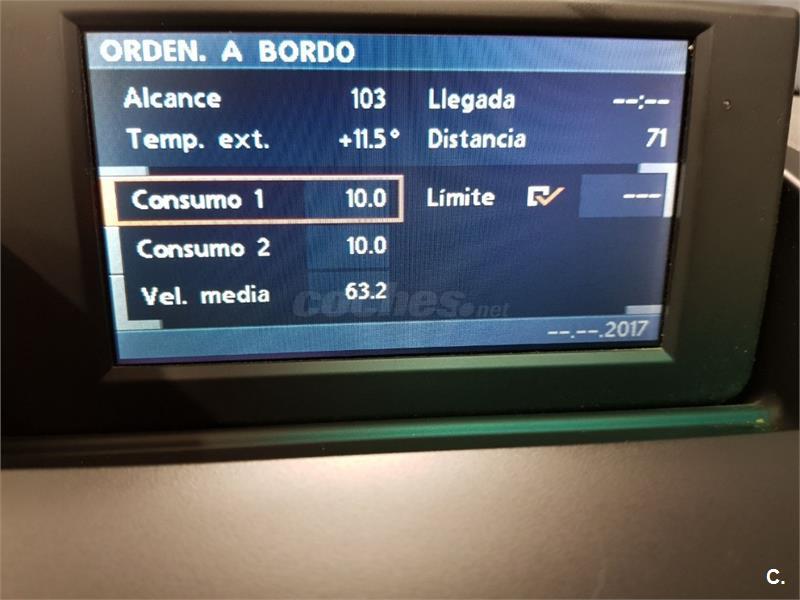 ORDEN. A BORDO
Alcance 103 Llegada --:--
Temp. ext. +11.5° Distancia 71
Consumo 1 10.0 Límite ---
Consumo 2 10.0
Vel. media 63.2
coches.net
--.--.2017
C.